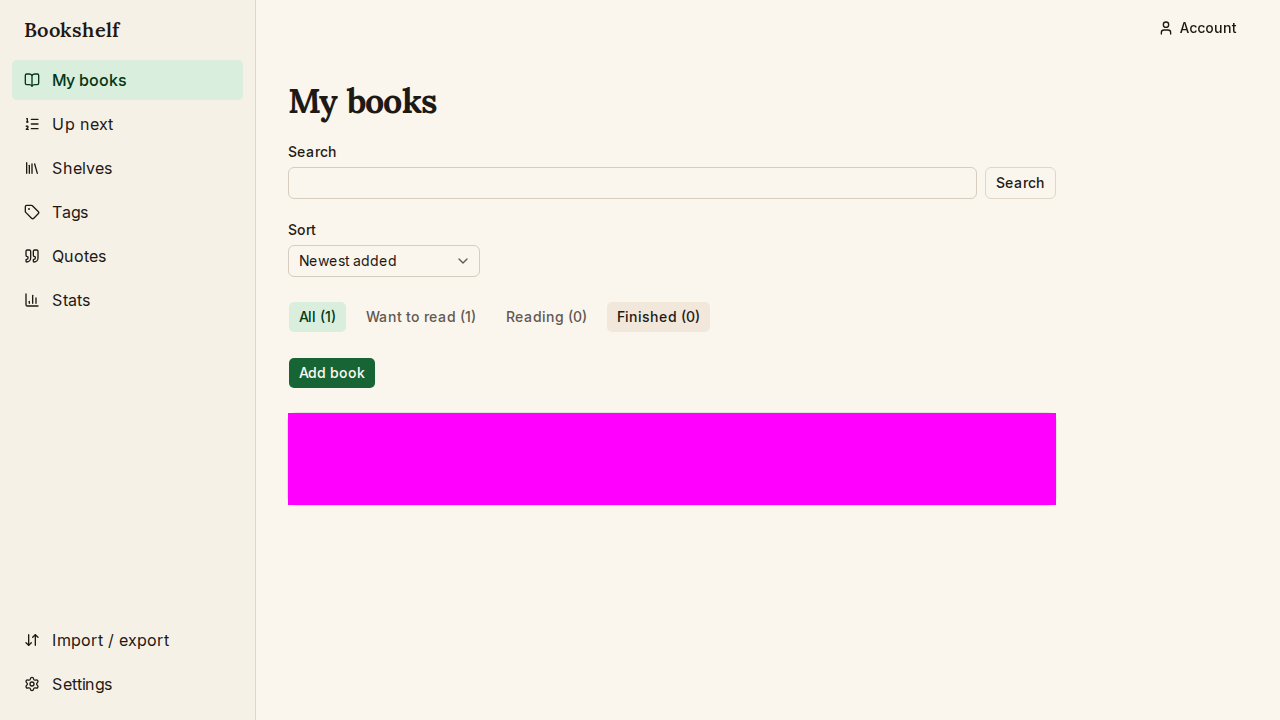 Bookshelf
My books
Up next
Shelves
Tags
Quotes
Stats
Import / export
Settings
Account
My books
Search
Search
Sort
Newest added
All (1)
Want to read (1)
Reading (0)
Finished (0)
Add book